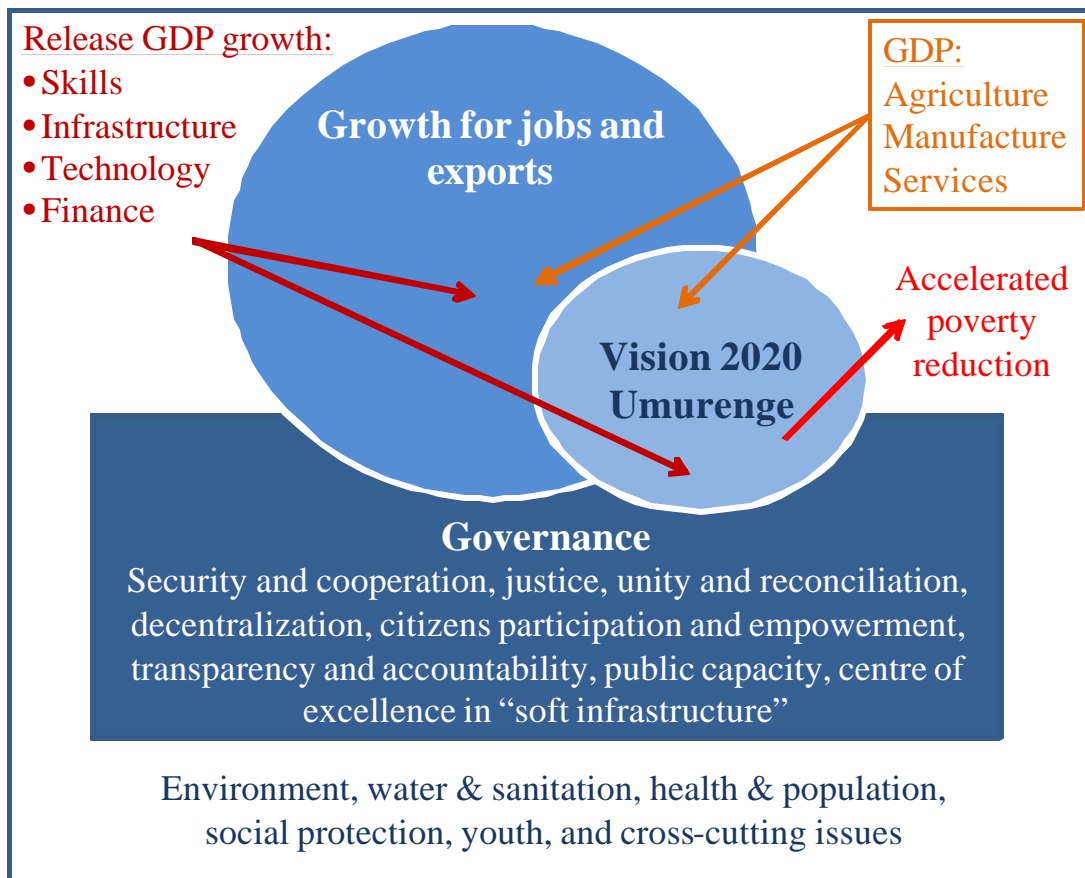 Release GDP growth:
•Skills
•Infrastructure
•Technology
•Finance
Growth for jobs and
exports
GDP:
Agriculture
Manufacture
Services
Accelerated
poverty
reduction
Vision 2020
Umurenge
Governance
Security and cooperation, justice, unity and reconciliation,
decentralization, citizens participation and empowerment,
transparency and accountability, public capacity, centre of
excellence in “soft infrastructure”
Environment, water & sanitation, health & population,
social protection, youth, and cross-cutting issues